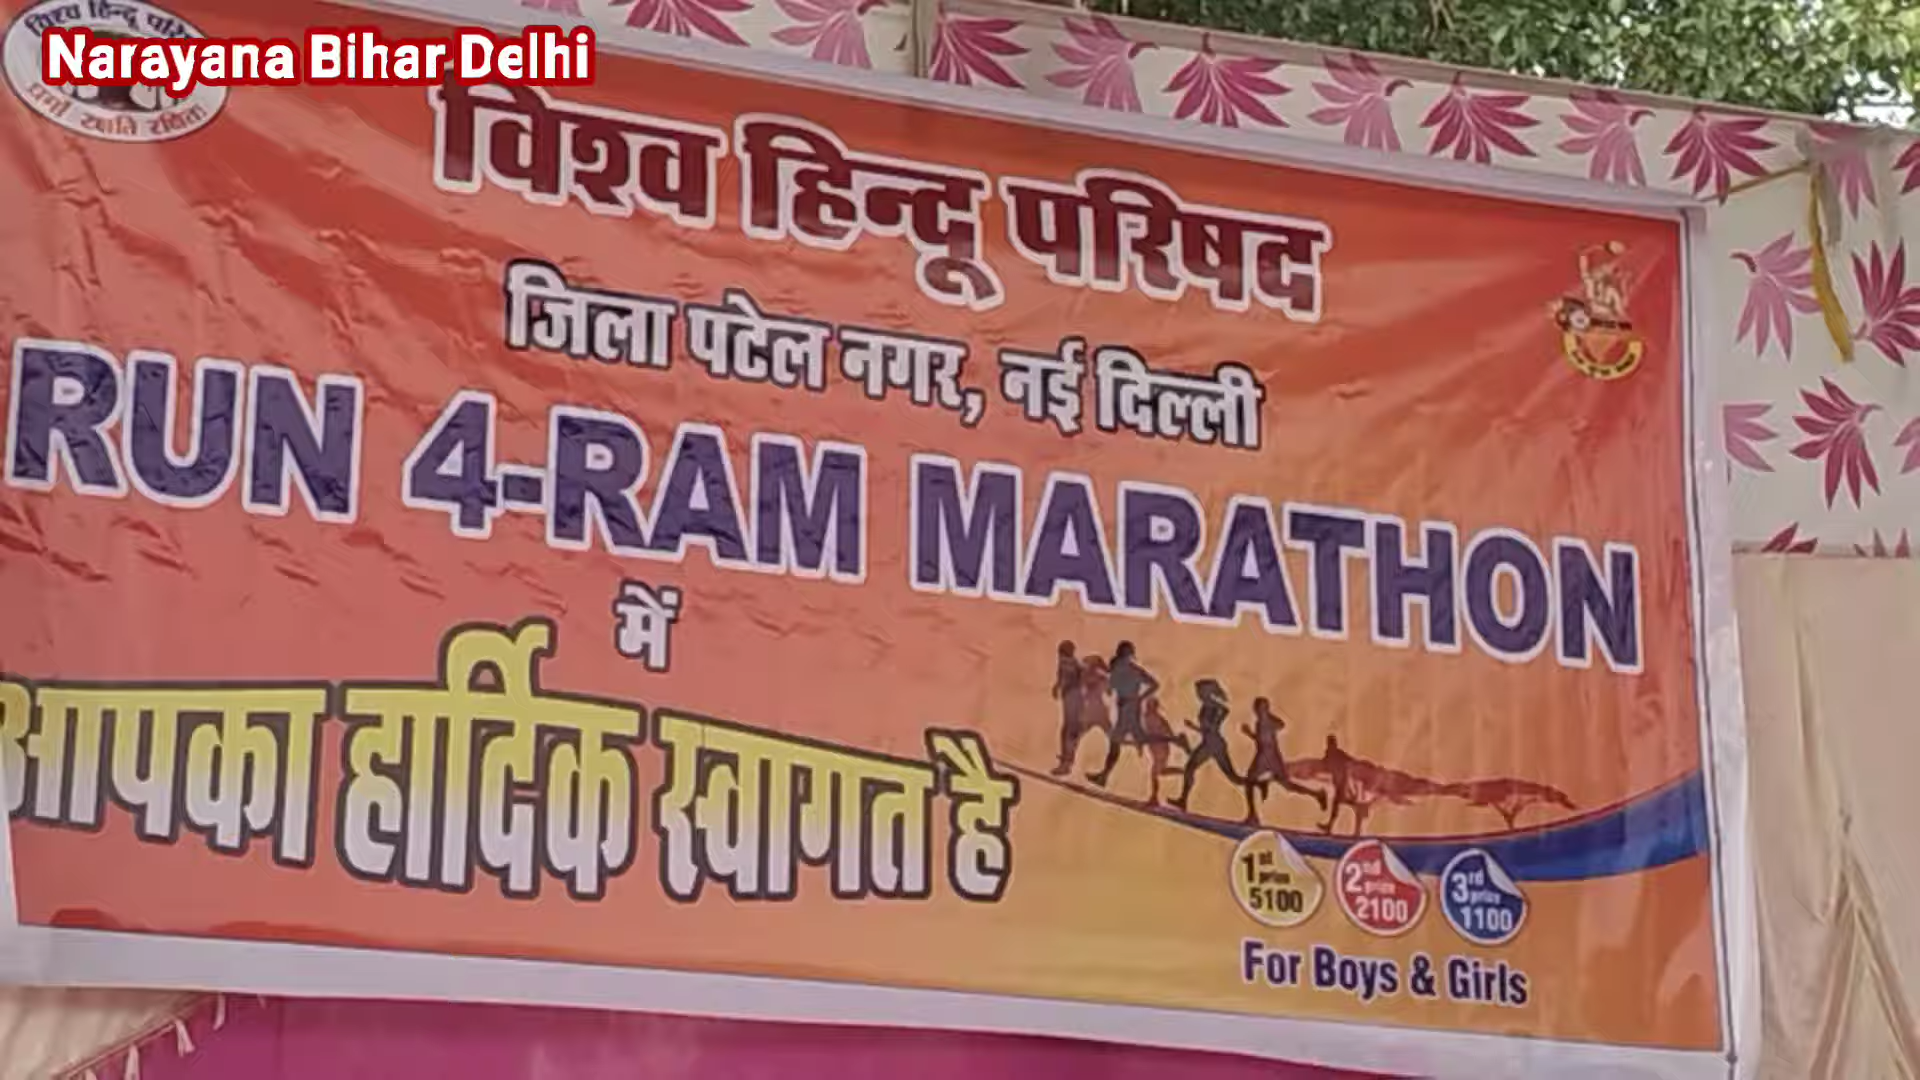 Narayana Bihar Delhi
विश्व हिन्दू परिषद
जिला पटेल नगर, नई दिल्ली
RUN 4-RAM MARATHON
में
आपका हार्दिक स्वागत है
1st prize 5100
2nd prize 2100
3rd prize 1100
For Boys & Girls